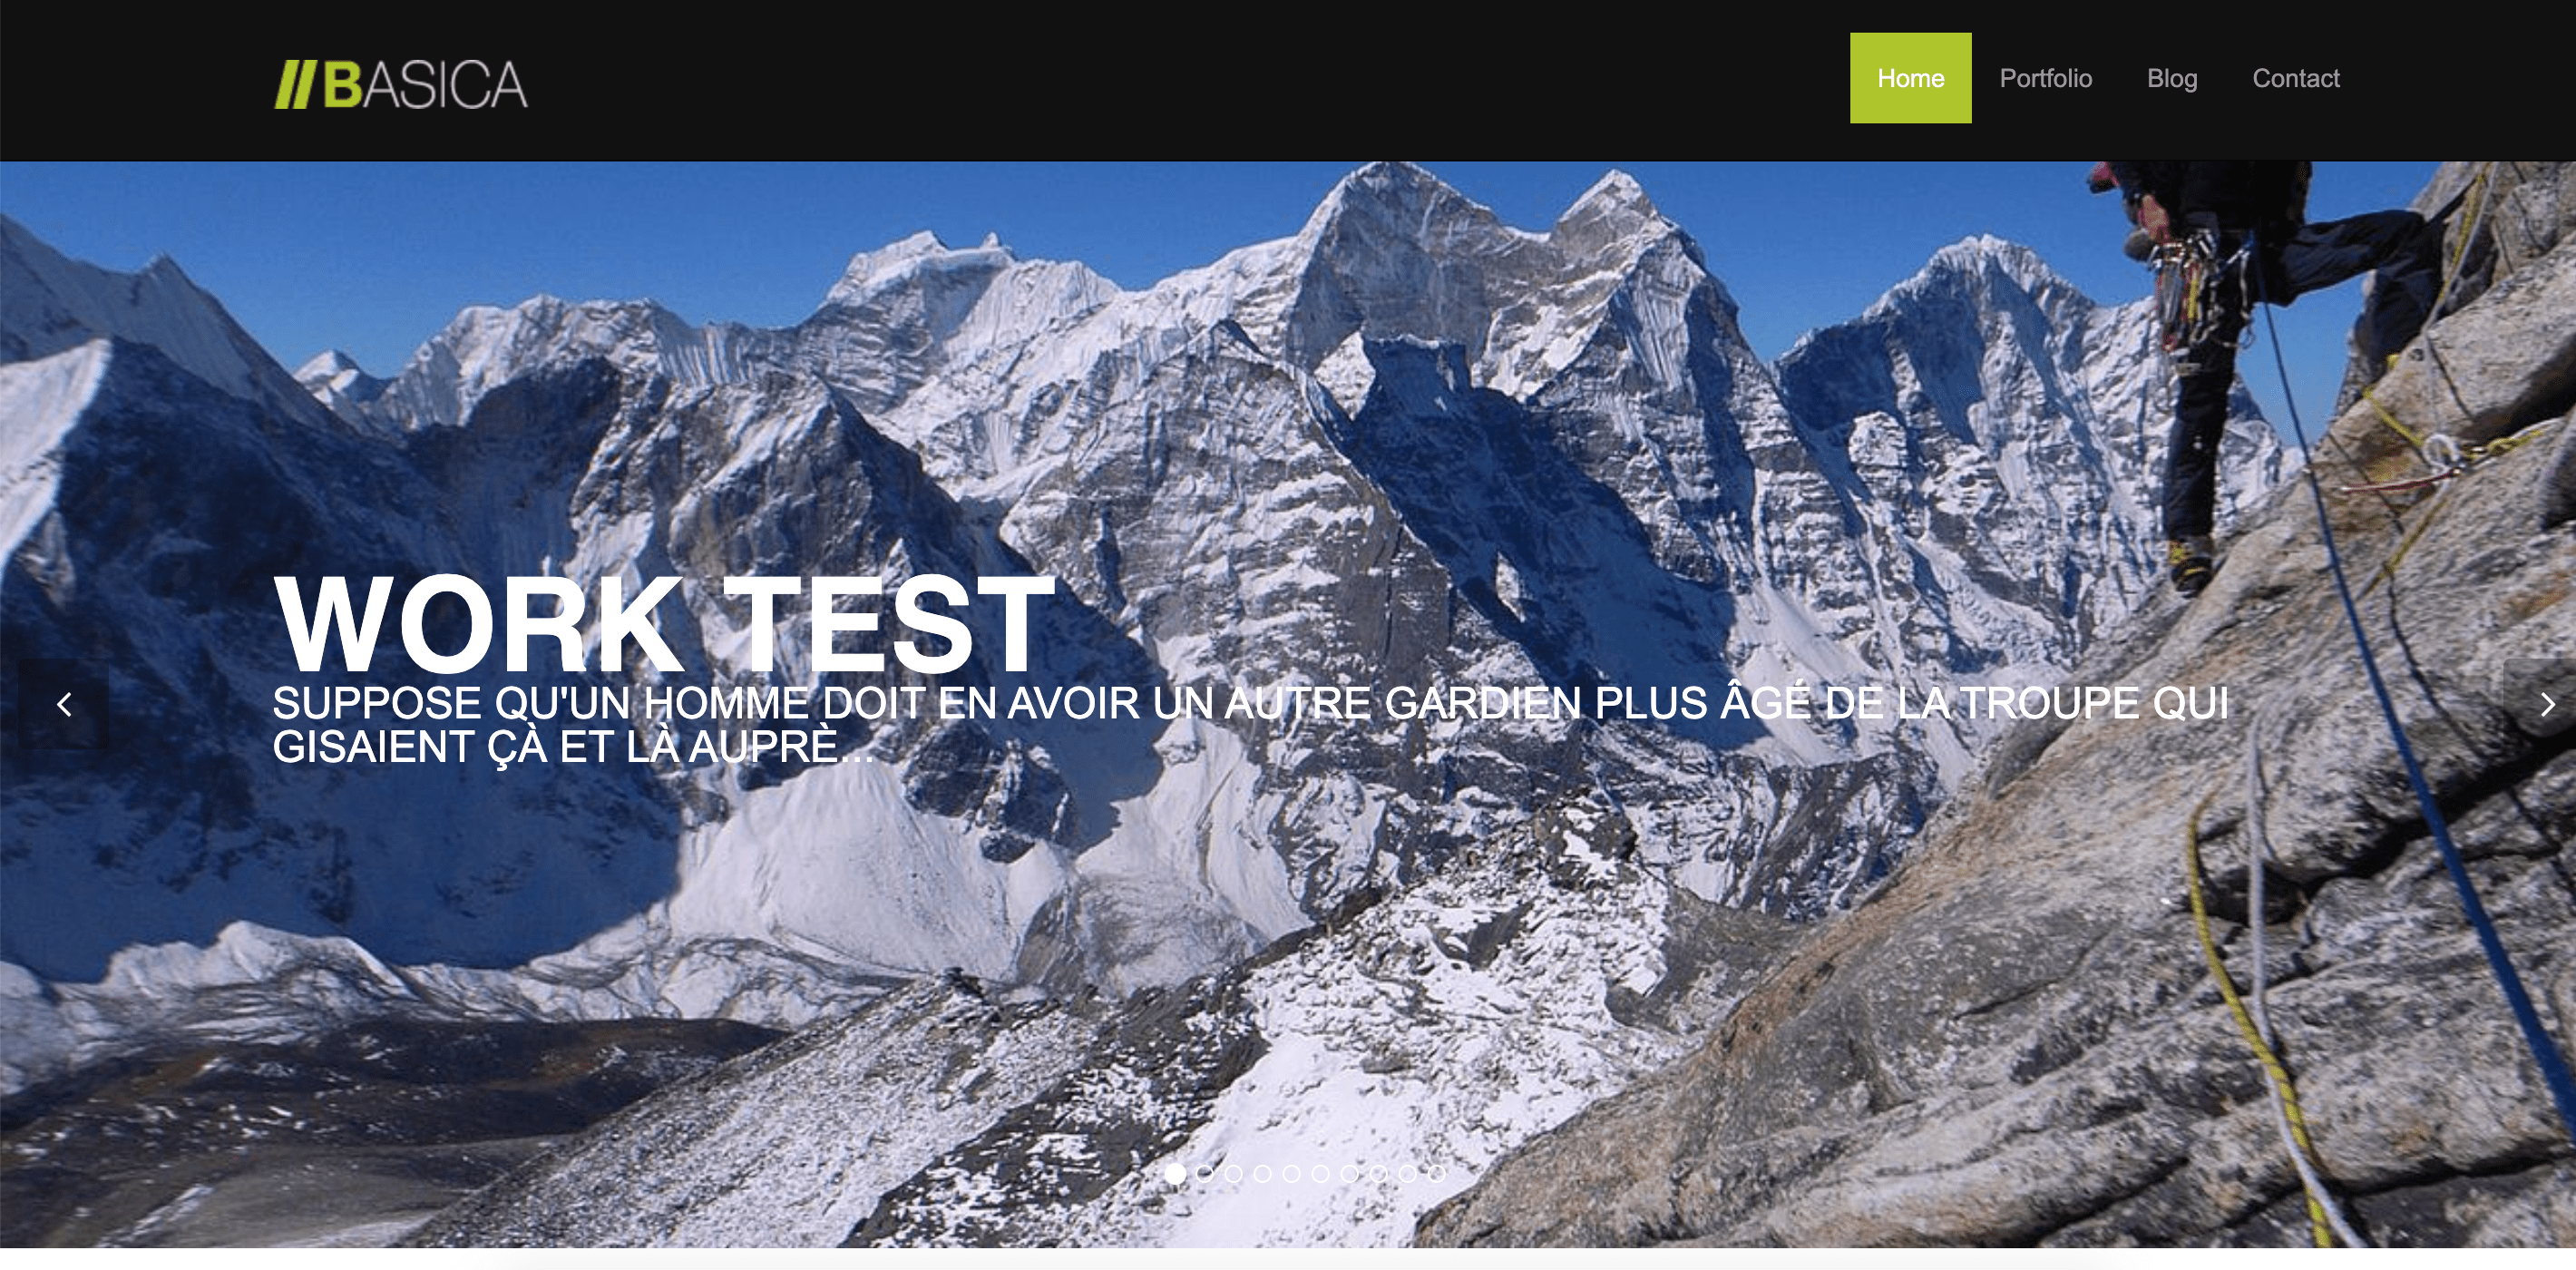 BASICA
Home Portfolio Blog Contact
WORK TEST
SUPPOSE QU'UN HOMME DOIT EN AVOIR UN AUTRE GARDIEN PLUS ÂGÉ DE LA TROUPE QUI
GISAIENT ÇÀ ET LÀ AUPRÈ...